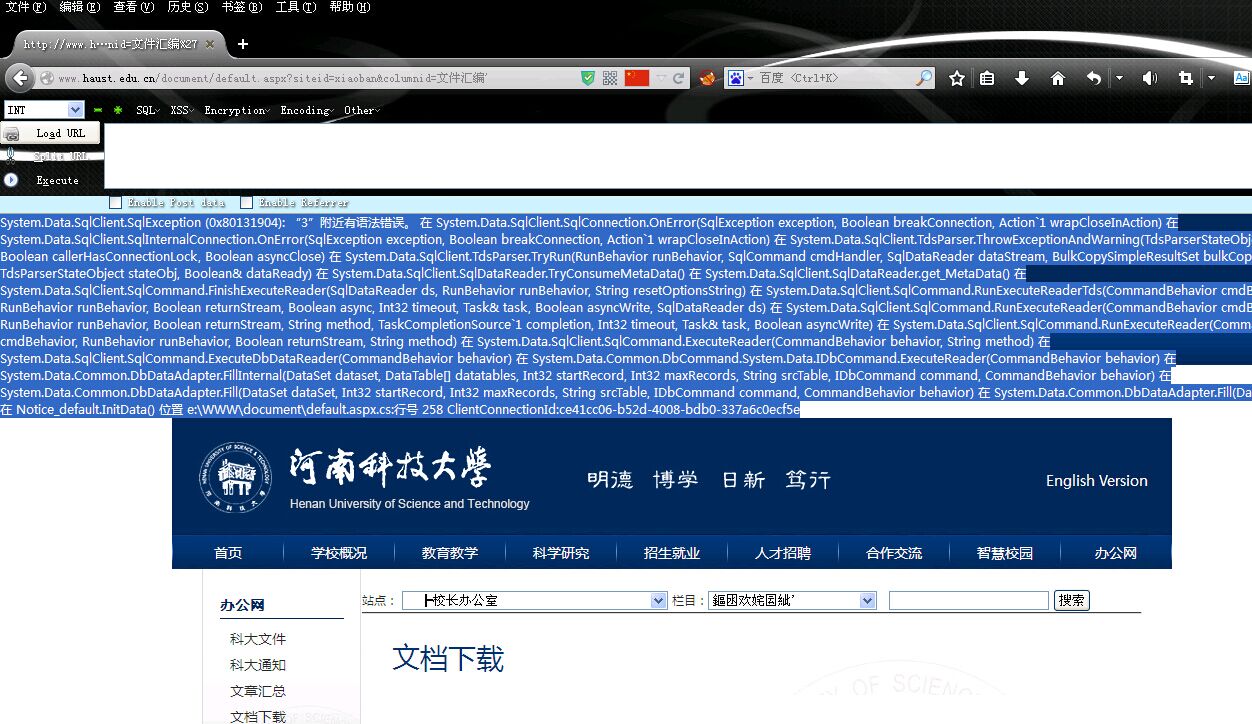 文件(F) 编辑(E) 查看(V) 历史(S) 书签(B) 工具(T) 帮助(H)
http://www.h…nid=文件汇编%27 × +
www.haust.edu.cn/document/default.aspx?siteid=xiaoban&columnid=文件汇编' 百度 <Ctrl+K> Aa
INT SQL XSS Encryption Encoding Other
Load URL
Split URL
Execute
Enable Post data Enable Referrer
System.Data.SqlClient.SqlException (0x80131904): “3”附近有语法错误。 在 System.Data.SqlClient.SqlConnection.OnError(SqlException exception, Boolean breakConnection, Action`1 wrapCloseInAction) 在
System.Data.SqlClient.SqlInternalConnection.OnError(SqlException exception, Boolean breakConnection, Action`1 wrapCloseInAction) 在 System.Data.SqlClient.TdsParser.ThrowExceptionAndWarning(TdsParserStateObj
Boolean callerHasConnectionLock, Boolean asyncClose) 在 System.Data.SqlClient.TdsParser.TryRun(RunBehavior runBehavior, SqlCommand cmdHandler, SqlDataReader dataStream, BulkCopySimpleResultSet bulkCop
TdsParserStateObject stateObj, Boolean& dataReady) 在 System.Data.SqlClient.SqlDataReader.TryConsumeMetaData() 在 System.Data.SqlClient.SqlDataReader.get_MetaData() 在
System.Data.SqlClient.SqlCommand.FinishExecuteReader(SqlDataReader ds, RunBehavior runBehavior, String resetOptionsString) 在 System.Data.SqlClient.SqlCommand.RunExecuteReaderTds(CommandBehavior cmdB
RunBehavior runBehavior, Boolean returnStream, Boolean async, Int32 timeout, Task& task, Boolean asyncWrite, SqlDataReader ds) 在 System.Data.SqlClient.SqlCommand.RunExecuteReader(CommandBehavior cmdB
RunBehavior runBehavior, Boolean returnStream, String method, TaskCompletionSource`1 completion, Int32 timeout, Task& task, Boolean asyncWrite) 在 System.Data.SqlClient.SqlCommand.RunExecuteReader(Comm
cmdBehavior, RunBehavior runBehavior, Boolean returnStream, String method) 在 System.Data.SqlClient.SqlCommand.ExecuteReader(CommandBehavior behavior, String method) 在
System.Data.SqlClient.SqlCommand.ExecuteDbDataReader(CommandBehavior behavior) 在 System.Data.Common.DbCommand.System.Data.IDbCommand.ExecuteReader(CommandBehavior behavior) 在
System.Data.Common.DbDataAdapter.FillInternal(DataSet dataset, DataTable[] datatables, Int32 startRecord, Int32 maxRecords, String srcTable, IDbCommand command, CommandBehavior behavior) 在
System.Data.Common.DbDataAdapter.Fill(DataSet dataSet, Int32 startRecord, Int32 maxRecords, String srcTable, IDbCommand command, CommandBehavior behavior) 在 System.Data.Common.DbDataAdapter.Fill(Da
在 Notice_default.InitData() 位置 e:\WWW\document\default.aspx.cs:行号 258 ClientConnectionId:ce41cc06-b52d-4008-bdb0-337a6c0ecf5e
河南科技大学
Henan University of Science and Technology
明德 博学 日新 笃行
English Version
首页 学校概况 教育教学 科学研究 招生就业 人才招聘 合作交流 智慧校园 办公网
办公网
站点： ├校长办公室 栏目： 鏂囨欢姹囩紪' 搜索
科大文件
科大通知
文章汇总
文档下载
文档下载
TY OF SCIENC